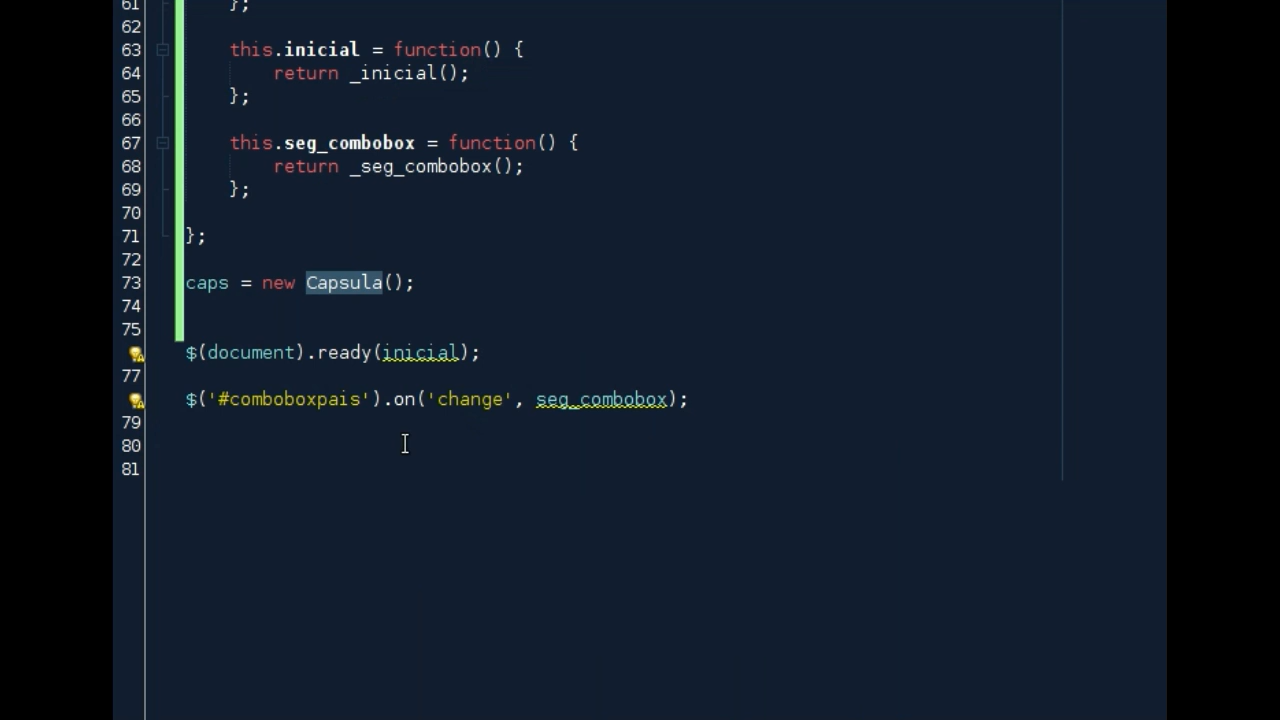 61 };
62
63 this.inicial = function() {
64 return _inicial();
65 };
66
67 this.seg_combobox = function() {
68 return _seg_combobox();
69 };
70
71 };
72
73 caps = new Capsula();
74
75
$(document).ready(inicial);
77
$('#comboboxpais').on('change', seg_combobox);
79
80
81